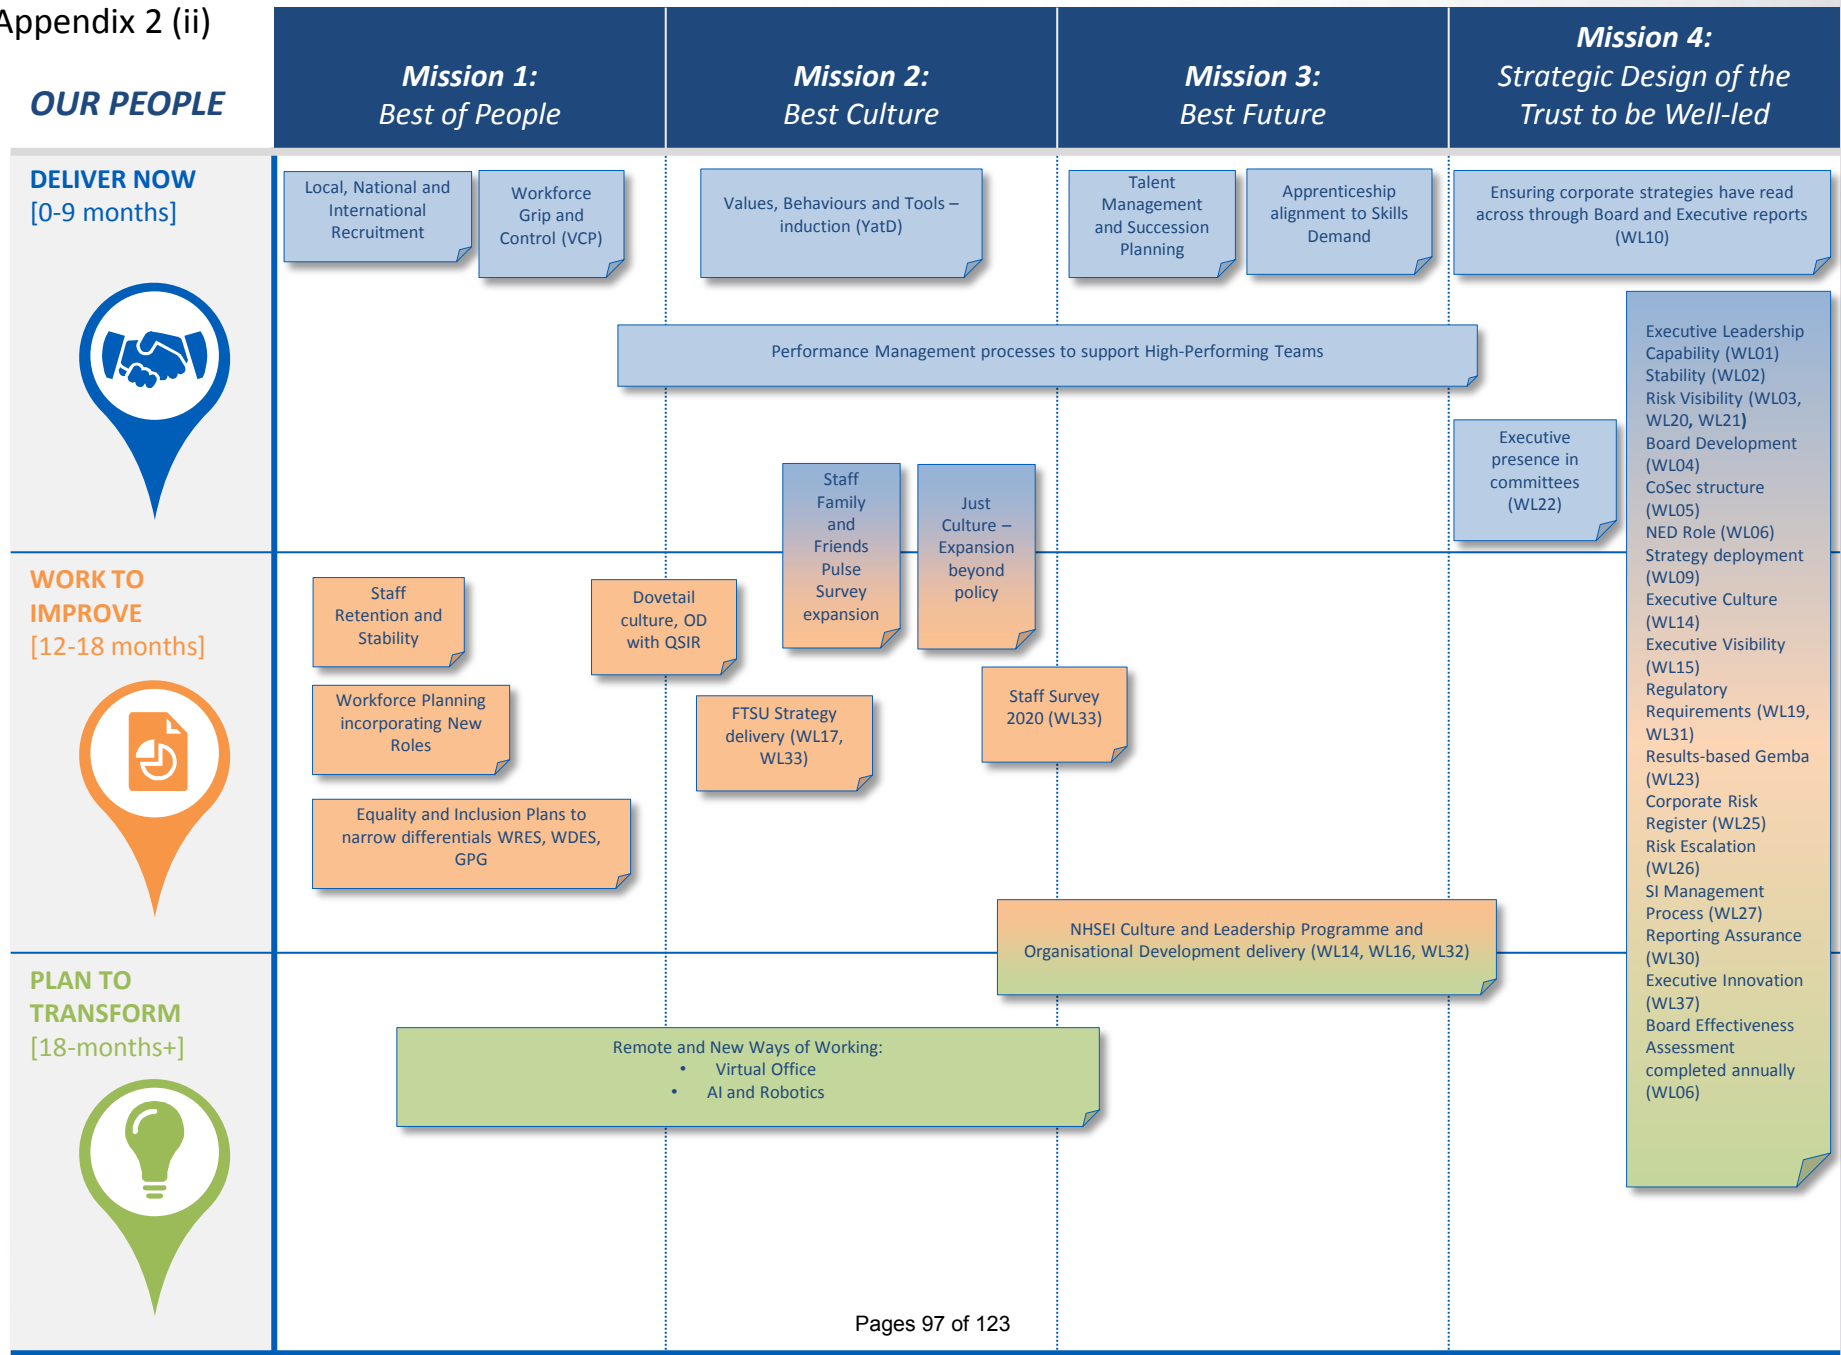 Appendix 2 (ii)
OUR PEOPLE
Mission 1:
Best of People
Mission 2:
Best Culture
Mission 3:
Best Future
Mission 4:
Strategic Design of the
Trust to be Well-led
DELIVER NOW
[0-9 months]
Local, National and
International
Recruitment
Workforce
Grip and
Control (VCP)
Values, Behaviours and Tools –
induction (YatD)
Talent
Management
and Succession
Planning
Apprenticeship
alignment to Skills
Demand
Ensuring corporate strategies have read
across through Board and Executive reports
(WL10)
Performance Management processes to support High-Performing Teams
Executive
presence in
committees
(WL22)
Staff
Family
and
Friends
Pulse
Survey
expansion
Just
Culture –
Expansion
beyond
policy
Executive Leadership
Capability (WL01)
Stability (WL02)
Risk Visibility (WL03,
WL20, WL21)
Board Development
(WL04)
CoSec structure
(WL05)
NED Role (WL06)
Strategy deployment
(WL09)
Executive Culture
(WL14)
Executive Visibility
(WL15)
Regulatory
Requirements (WL19,
WL31)
Results-based Gemba
(WL23)
Corporate Risk
Register (WL25)
Risk Escalation
(WL26)
SI Management
Process (WL27)
Reporting Assurance
(WL30)
Executive Innovation
(WL37)
Board Effectiveness
Assessment
completed annually
(WL06)
WORK TO
IMPROVE
[12-18 months]
Staff
Retention and
Stability
Dovetail
culture, OD
with QSIR
Workforce Planning
incorporating New
Roles
FTSU Strategy
delivery (WL17,
WL33)
Staff Survey
2020 (WL33)
Equality and Inclusion Plans to
narrow differentials WRES, WDES,
GPG
NHSEI Culture and Leadership Programme and
Organisational Development delivery (WL14, WL16, WL32)
PLAN TO
TRANSFORM
[18-months+]
Remote and New Ways of Working:
• Virtual Office
• AI and Robotics
Pages 97 of 123